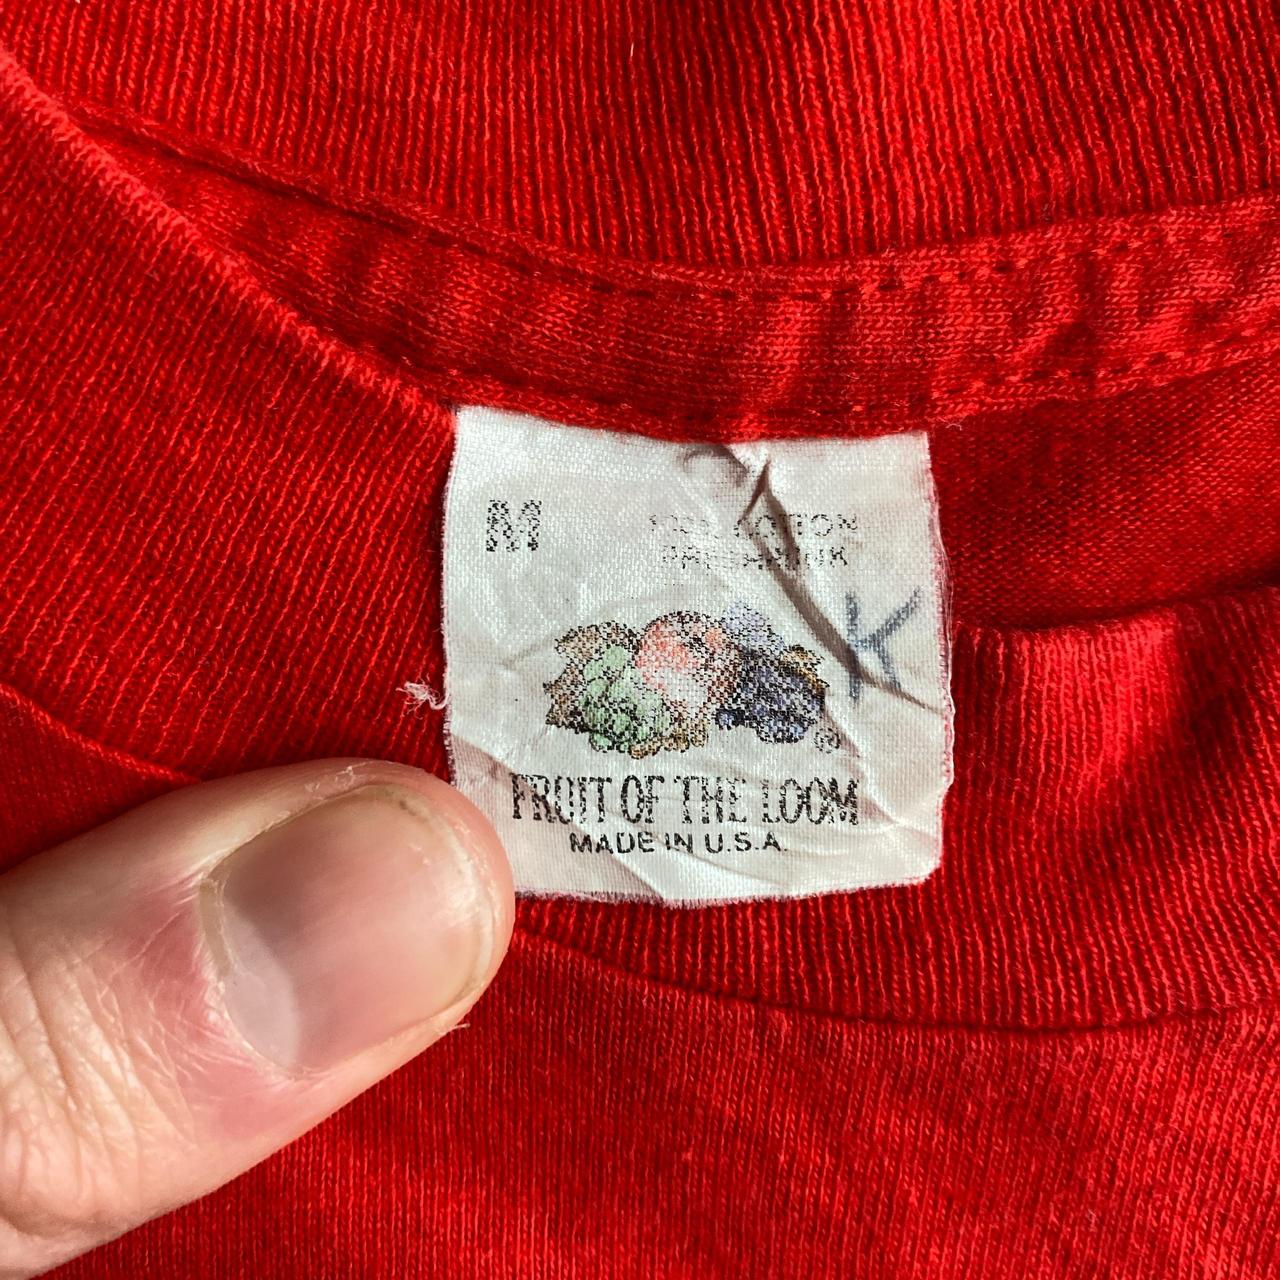 M
100% COTTON
PRESHRUNK
K
®
FRUIT OF THE LOOM
MADE IN U.S.A.